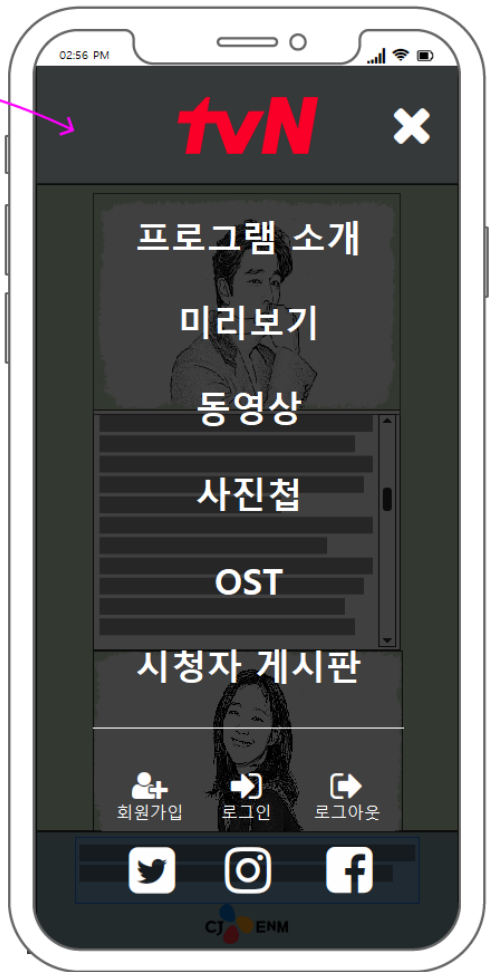 02:56 PM
tvN
프로그램 소개
미리보기
동영상
사진첩
OST
시청자 게시판
회원가입 로그인 로그아웃
CJ ENM